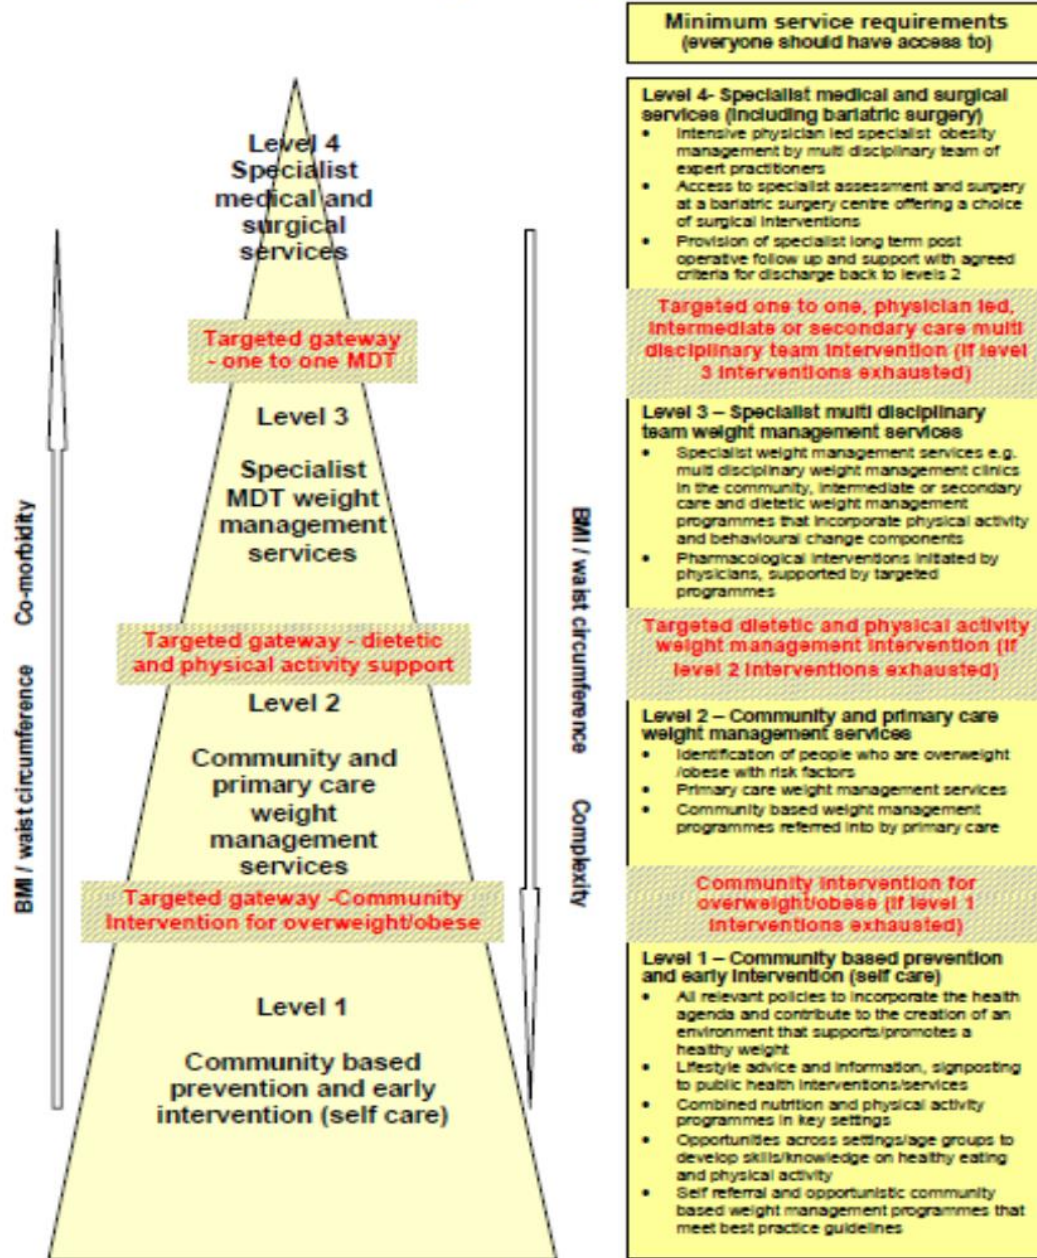 Minimum service requirements
(everyone should have access to)
Level 4
Specialist
medical and
surgical
services
Targeted gateway
- one to one MDT
Level 3
Specialist
MDT weight
management
services
Targeted gateway - dietetic
and physical activity support
Level 2
Community and
primary care
weight
management
services
Targeted gateway -Community
Intervention for overweight/obese
Level 1
Community based
prevention and early
intervention (self care)
BMI / waist circumference Co-morbidity
BMI / waist circumference Complexity
Level 4- Specialist medical and surgical
services (including bariatric surgery)
• Intensive physician led specialist obesity
management by multi disciplinary team of
expert practitioners
• Access to specialist assessment and surgery
at a bariatric surgery centre offering a choice
of surgical interventions
• Provision of specialist long term post
operative follow up and support with agreed
criteria for discharge back to levels 2
Targeted one to one, physician led,
intermediate or secondary care multi
disciplinary team intervention (if level
3 interventions exhausted)
Level 3 – Specialist multi disciplinary
team weight management services
• Specialist weight management services e.g.
multi disciplinary weight management clinics
in the community, intermediate or secondary
care and dietetic weight management
programmes that incorporate physical activity
and behavioural change components
• Pharmacological interventions initiated by
physicians, supported by targeted
programmes
Targeted dietetic and physical activity
weight management intervention (if
level 2 interventions exhausted)
Level 2 – Community and primary care
weight management services
• Identification of people who are overweight
/obese with risk factors
• Primary care weight management services
• Community based weight management
programmes referred into by primary care
Community intervention for
overweight/obese (if level 1
interventions exhausted)
Level 1 – Community based prevention
and early intervention (self care)
• All relevant policies to incorporate the health
agenda and contribute to the creation of an
environment that supports/promotes a
healthy weight
• Lifestyle advice and information, signposting
to public health interventions/services
• Combined nutrition and physical activity
programmes in key settings
• Opportunities across settings/age groups to
develop skills/knowledge on healthy eating
and physical activity
• Self referral and opportunistic community
based weight management programmes that
meet best practice guidelines